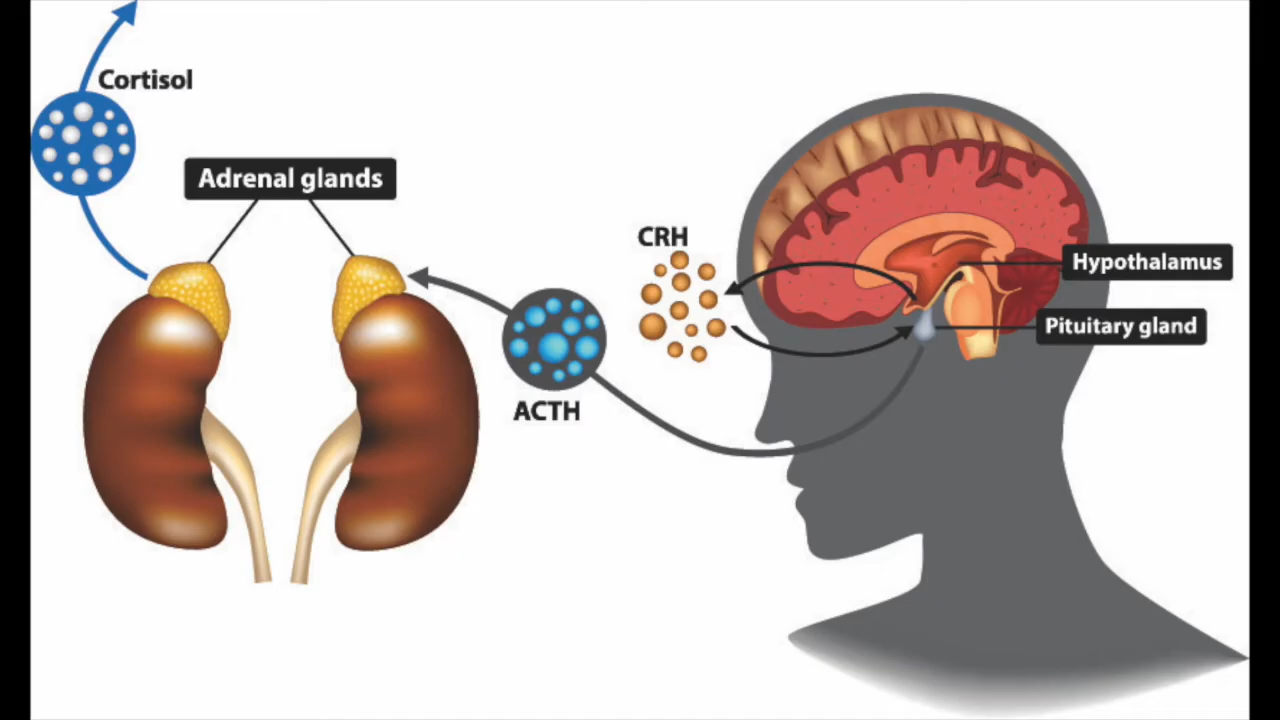 Cortisol
Adrenal glands
CRH
Hypothalamus
Pituitary gland
ACTH